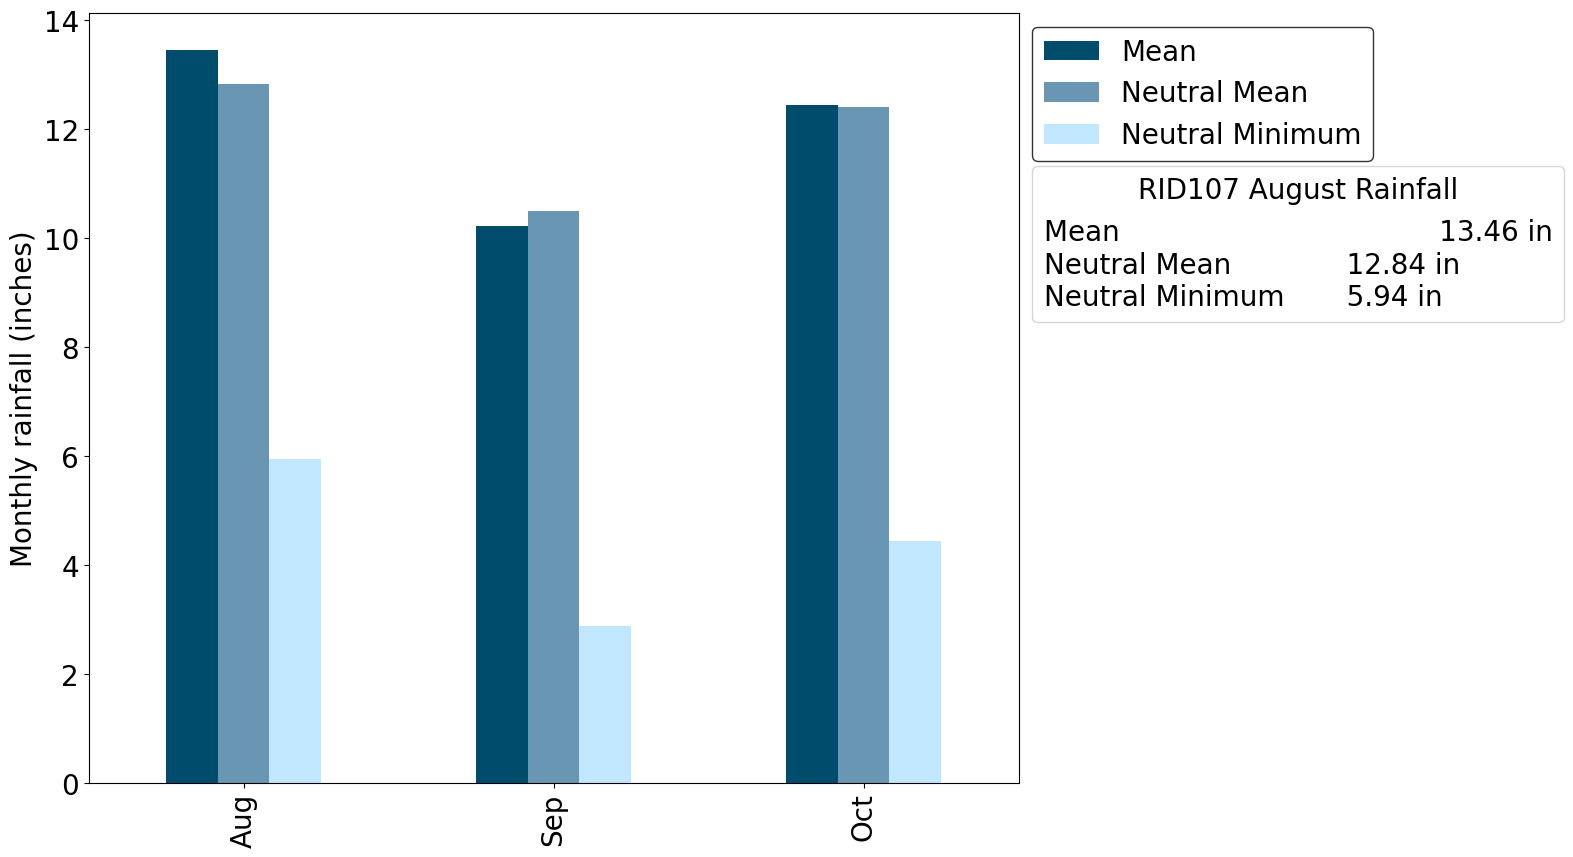 14
12
10
8
6
4
2
0
Monthly rainfall (inches)
Aug
Sep
Oct
Mean
Neutral Mean
Neutral Minimum
RID107 August Rainfall
Mean 13.46 in
Neutral Mean 12.84 in
Neutral Minimum 5.94 in